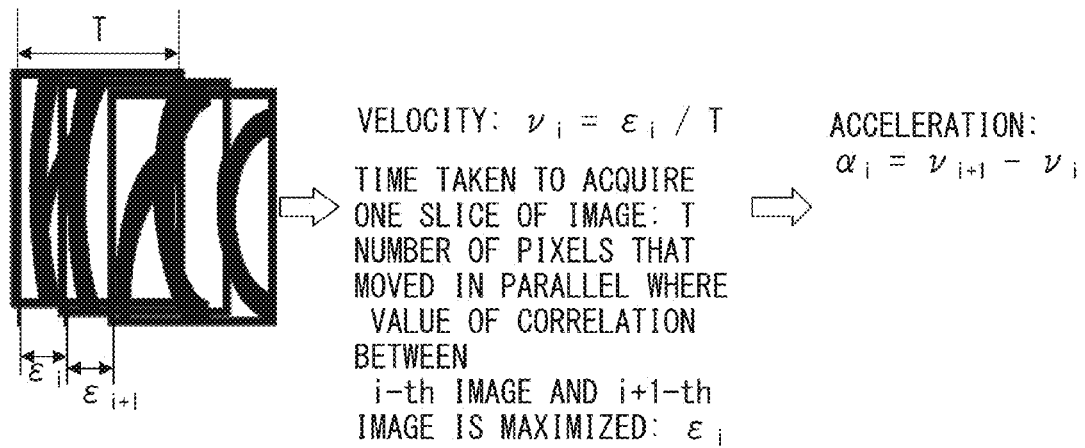 T
ε i
ε i+1
VELOCITY: ν i = ε i / T
TIME TAKEN TO ACQUIRE
ONE SLICE OF IMAGE: T
NUMBER OF PIXELS THAT
MOVED IN PARALLEL WHERE
VALUE OF CORRELATION
BETWEEN
i-th IMAGE AND i+1-th
IMAGE IS MAXIMIZED: ε i
ACCELERATION:
α i = ν i+1 - ν i